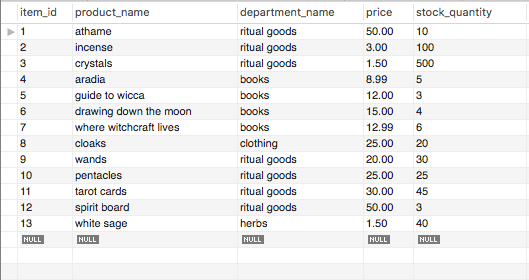 item_id product_name department_name price stock_quantity
1 athame ritual goods 50.00 10
2 incense ritual goods 3.00 100
3 crystals ritual goods 1.50 500
4 aradia books 8.99 5
5 guide to wicca books 12.00 3
6 drawing down the moon books 15.00 4
7 where witchcraft lives books 12.99 6
8 cloaks clothing 25.00 20
9 wands ritual goods 20.00 30
10 pentacles ritual goods 25.00 25
11 tarot cards ritual goods 30.00 45
12 spirit board ritual goods 50.00 3
13 white sage herbs 1.50 40
NULL NULL NULL NULL NULL